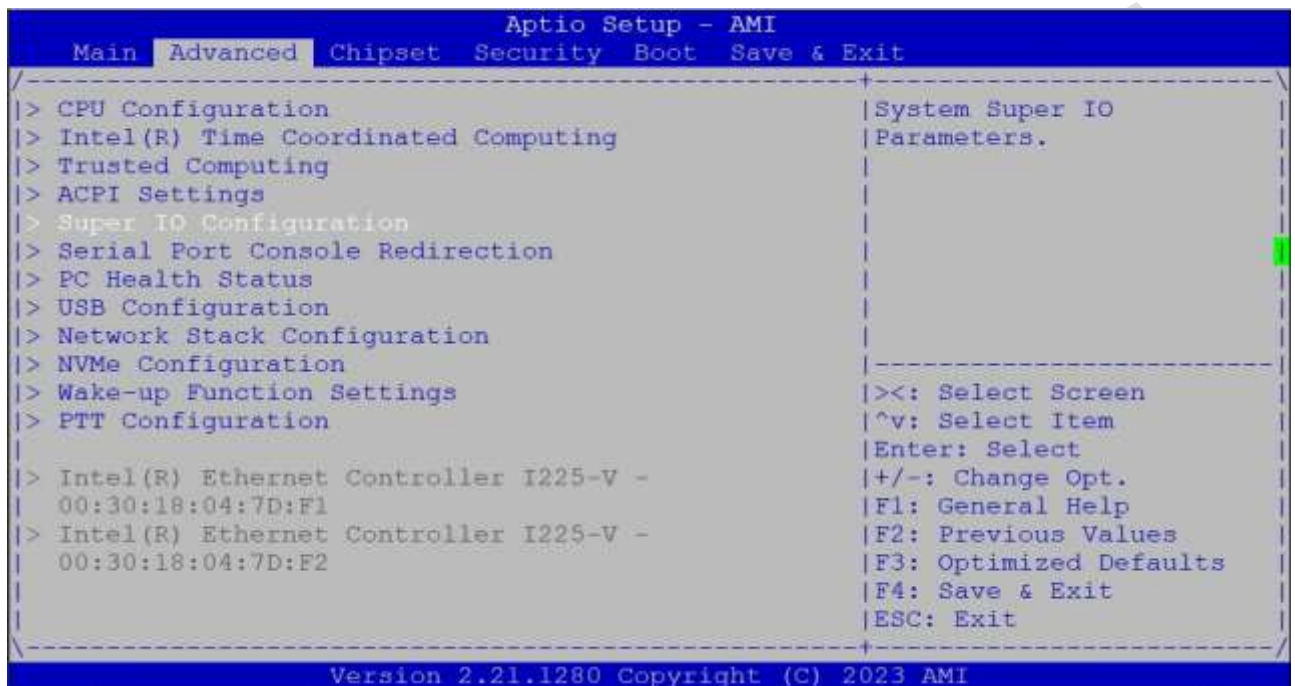 Aptio Setup - AMI
Main Advanced Chipset Security Boot Save & Exit
> CPU Configuration
> Intel(R) Time Coordinated Computing
> Trusted Computing
> ACPI Settings
> Super IO Configuration
> Serial Port Console Redirection
> PC Health Status
> USB Configuration
> Network Stack Configuration
> NVMe Configuration
> Wake-up Function Settings
> PTT Configuration
> Intel(R) Ethernet Controller I225-V -
00:30:18:04:7D:F1
> Intel(R) Ethernet Controller I225-V -
00:30:18:04:7D:F2
System Super IO
Parameters.
><: Select Screen
^v: Select Item
Enter: Select
+/-: Change Opt.
F1: General Help
F2: Previous Values
F3: Optimized Defaults
F4: Save & Exit
ESC: Exit
Version 2.21.1280 Copyright (C) 2023 AMI